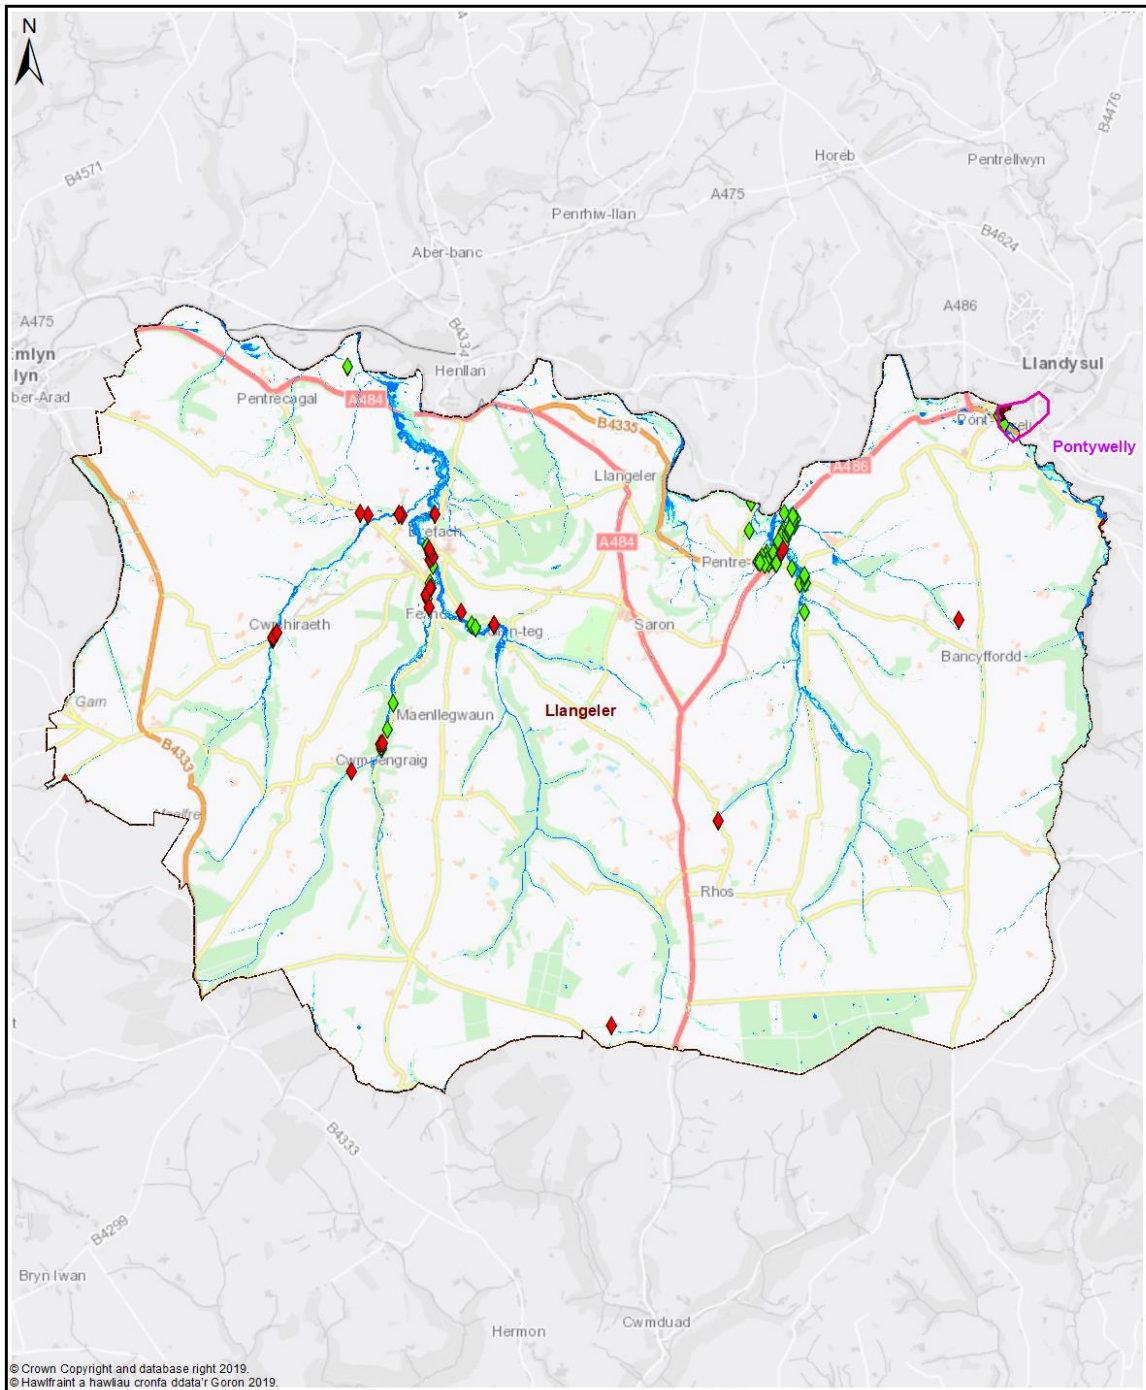 N
B4476
Horeb
Pentrellwyn
B4571
A475
Penrhiw-llan
B4624
Aber-banc
A475
A486
B4334
Llandysul
Henllan
Pentrecagal
A484
B4335
Pontywelly
Llangeler
A486
A484
Saron
Bancyffordd
Maenllegwaun
Llangeler
B4333
Rhos
B4333
B4299
Bryn Iwan
Cwmduad
Hermon
© Crown Copyright and database right 2019.
© Hawlfraint a hawliau cronfa ddata'r Goron 2019.